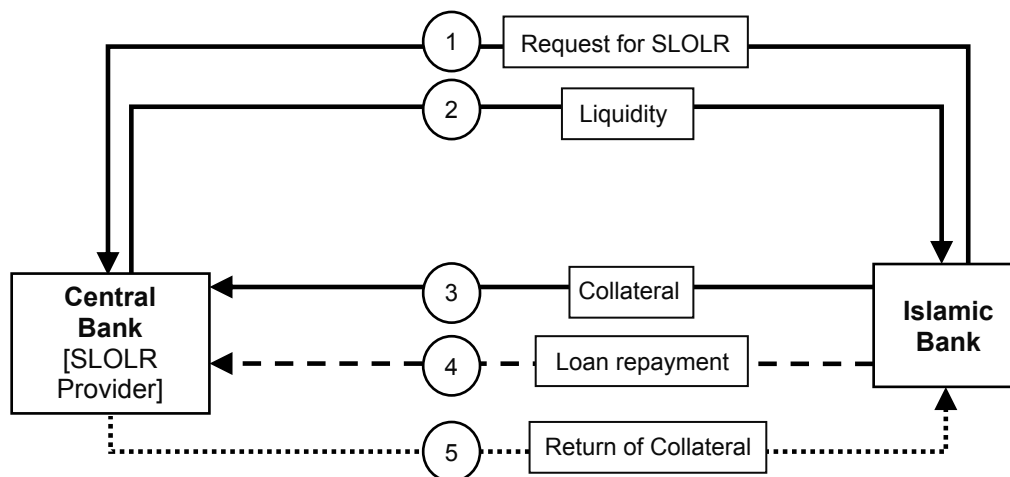 1
Request for SLOLR
2
Liquidity
Central
Bank
[SLOLR
Provider]
3
Collateral
Islamic
Bank
4
Loan repayment
5
Return of Collateral